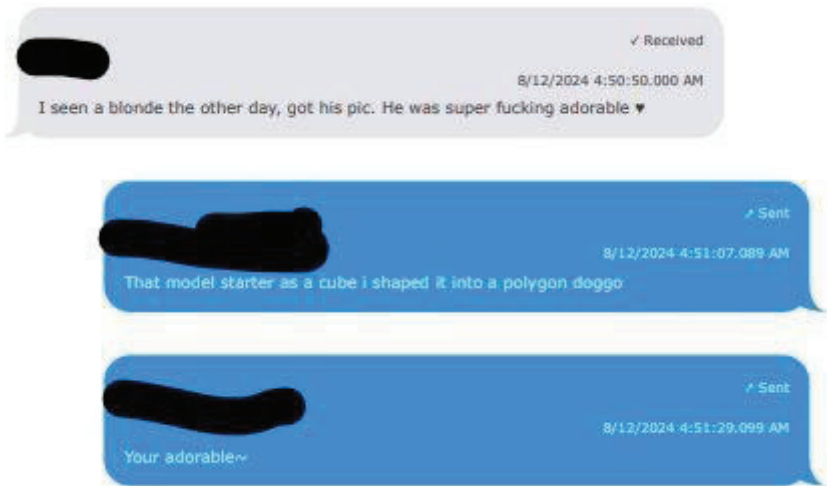 ✓ Received
8/12/2024 4:50:50.000 AM
I seen a blonde the other day, got his pic. He was super fucking adorable ♥
↗ Sent
8/12/2024 4:51:07.089 AM
That model starter as a cube i shaped it into a polygon doggo
↗ Sent
8/12/2024 4:51:29.099 AM
Your adorable~